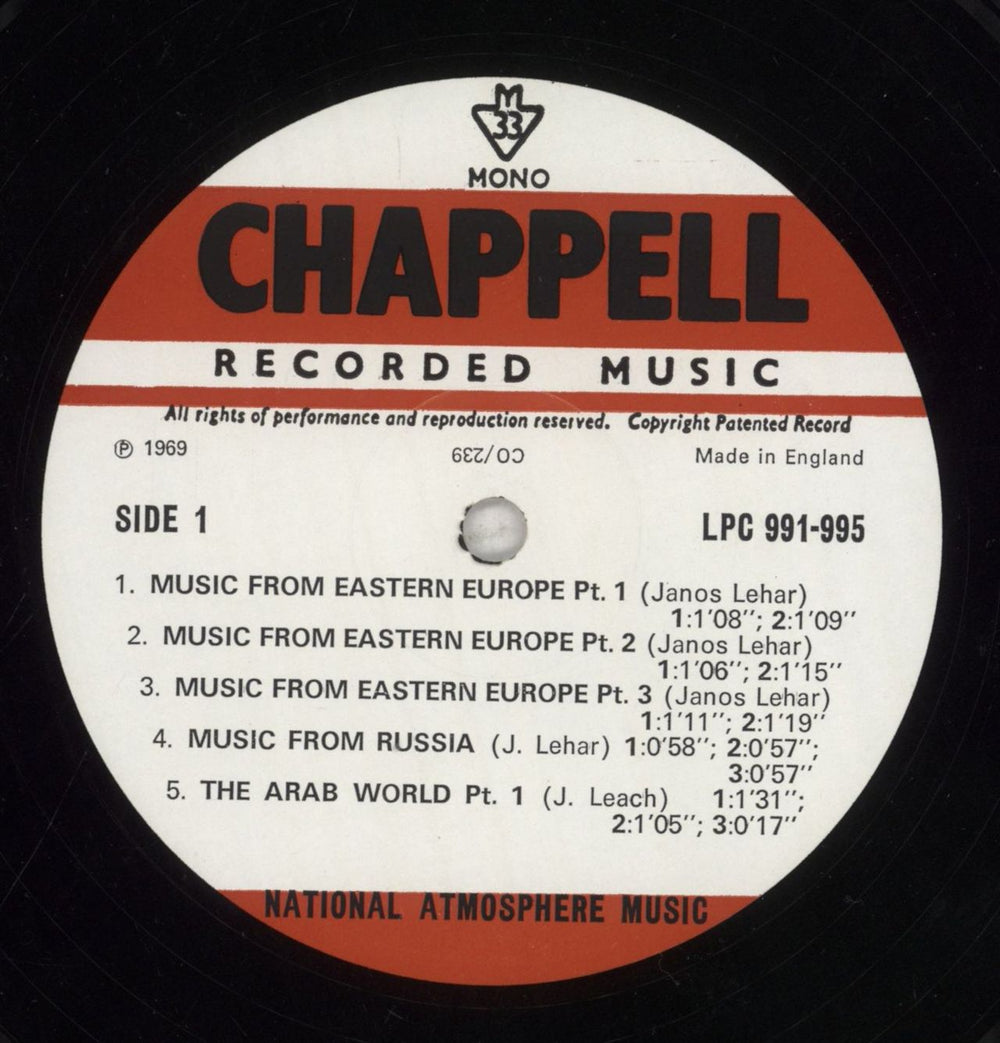 M
33
MONO
CHAPPELL
RECORDED MUSIC
All rights of performance and reproduction reserved. Copyright Patented Record
℗ 1969 CO/239 Made in England
SIDE 1 LPC 991-995
1. MUSIC FROM EASTERN EUROPE Pt. 1 (Janos Lehar)
1:1'08''; 2:1'09''
2. MUSIC FROM EASTERN EUROPE Pt. 2 (Janos Lehar)
1:1'06''; 2:1'15''
3. MUSIC FROM EASTERN EUROPE Pt. 3 (Janos Lehar)
1:1'11''; 2:1'19''
4. MUSIC FROM RUSSIA (J. Lehar) 1:0'58''; 2:0'57'';
3:0'57''
5. THE ARAB WORLD Pt. 1 (J. Leach) 1:1'31'';
2:1'05''; 3:0'17''
NATIONAL ATMOSPHERE MUSIC